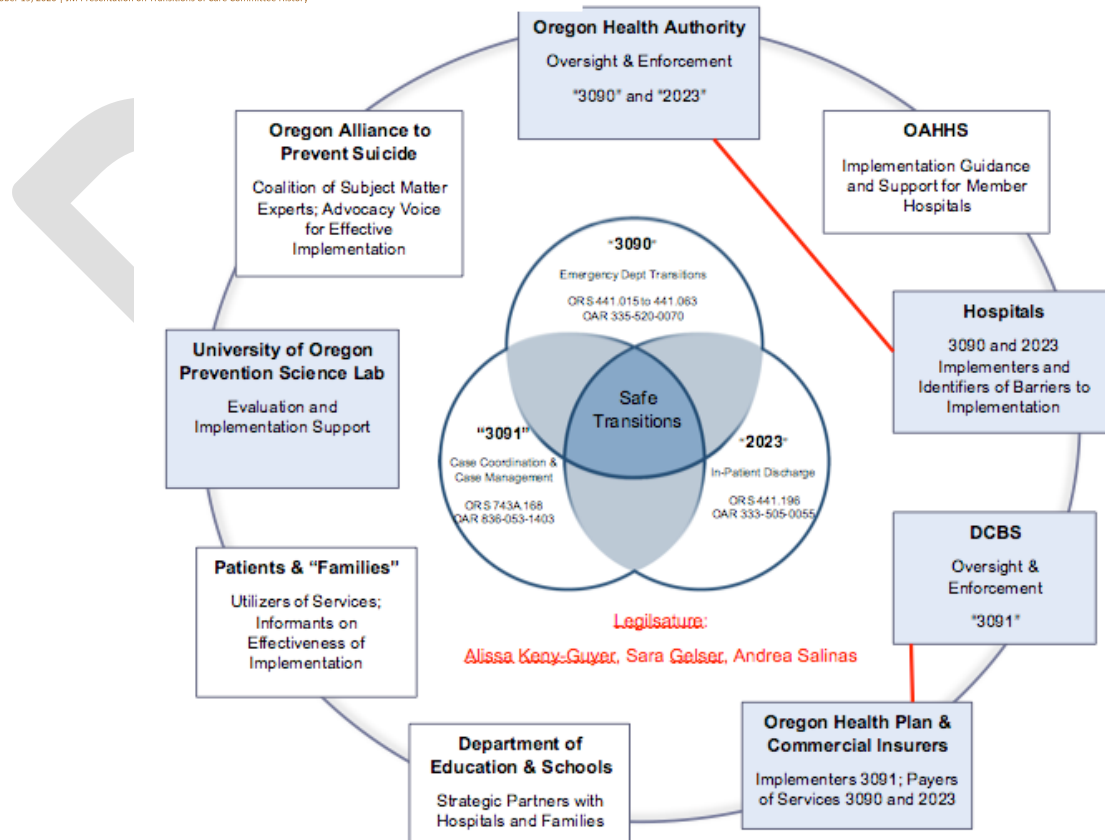 Presentation on Transitions of Care Committee History
Oregon Health Authority
Oversight & Enforcement
"3090" and "2023"
OAHHS
Implementation Guidance
and Support for Member
Hospitals
Oregon Alliance to
Prevent Suicide
Coalition of Subject Matter
Experts; Advocacy Voice
for Effective
Implementation
"3090"
Emergency Dept Transitions
ORS 441.015 to 441.063
OAR 335-520-0070
Hospitals
3090 and 2023
Implementers and
Identifiers of Barriers to
Implementation
University of Oregon
Prevention Science Lab
Evaluation and
Implementation Support
Safe
Transitions
"3091"
Case Coordination &
Case Management
ORS 743A.168
OAR 836-053-1403
"2023"
In-Patient Discharge
ORS 441.196
OAR 333-505-0055
DCBS
Oversight &
Enforcement
"3091"
Patients & "Families"
Utilizers of Services;
Informants on
Effectiveness of
Implementation
Legilsature:
Alissa Keny-Guyer, Sara Gelser, Andrea Salinas
Oregon Health Plan &
Commercial Insurers
Implementers 3091; Payers
of Services 3090 and 2023
Department of
Education & Schools
Strategic Partners with
Hospitals and Families